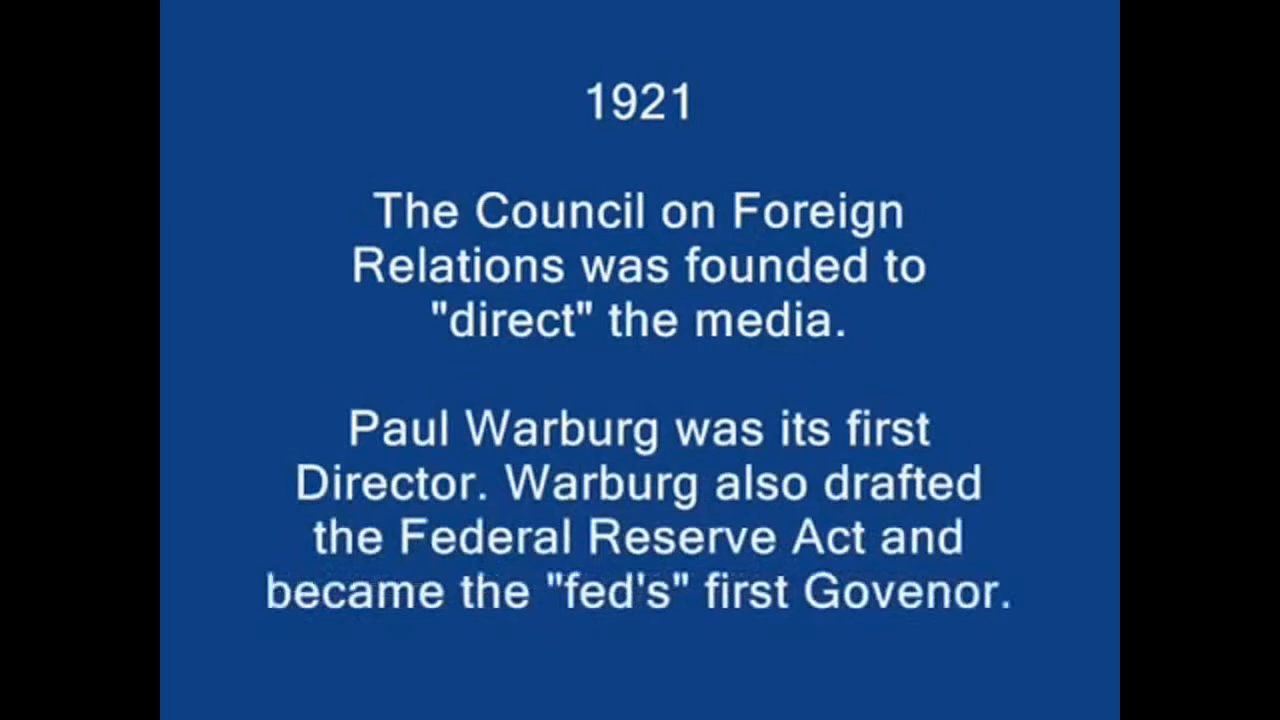 1921
The Council on Foreign
Relations was founded to
"direct" the media.
Paul Warburg was its first
Director. Warburg also drafted
the Federal Reserve Act and
became the "fed's" first Govenor.